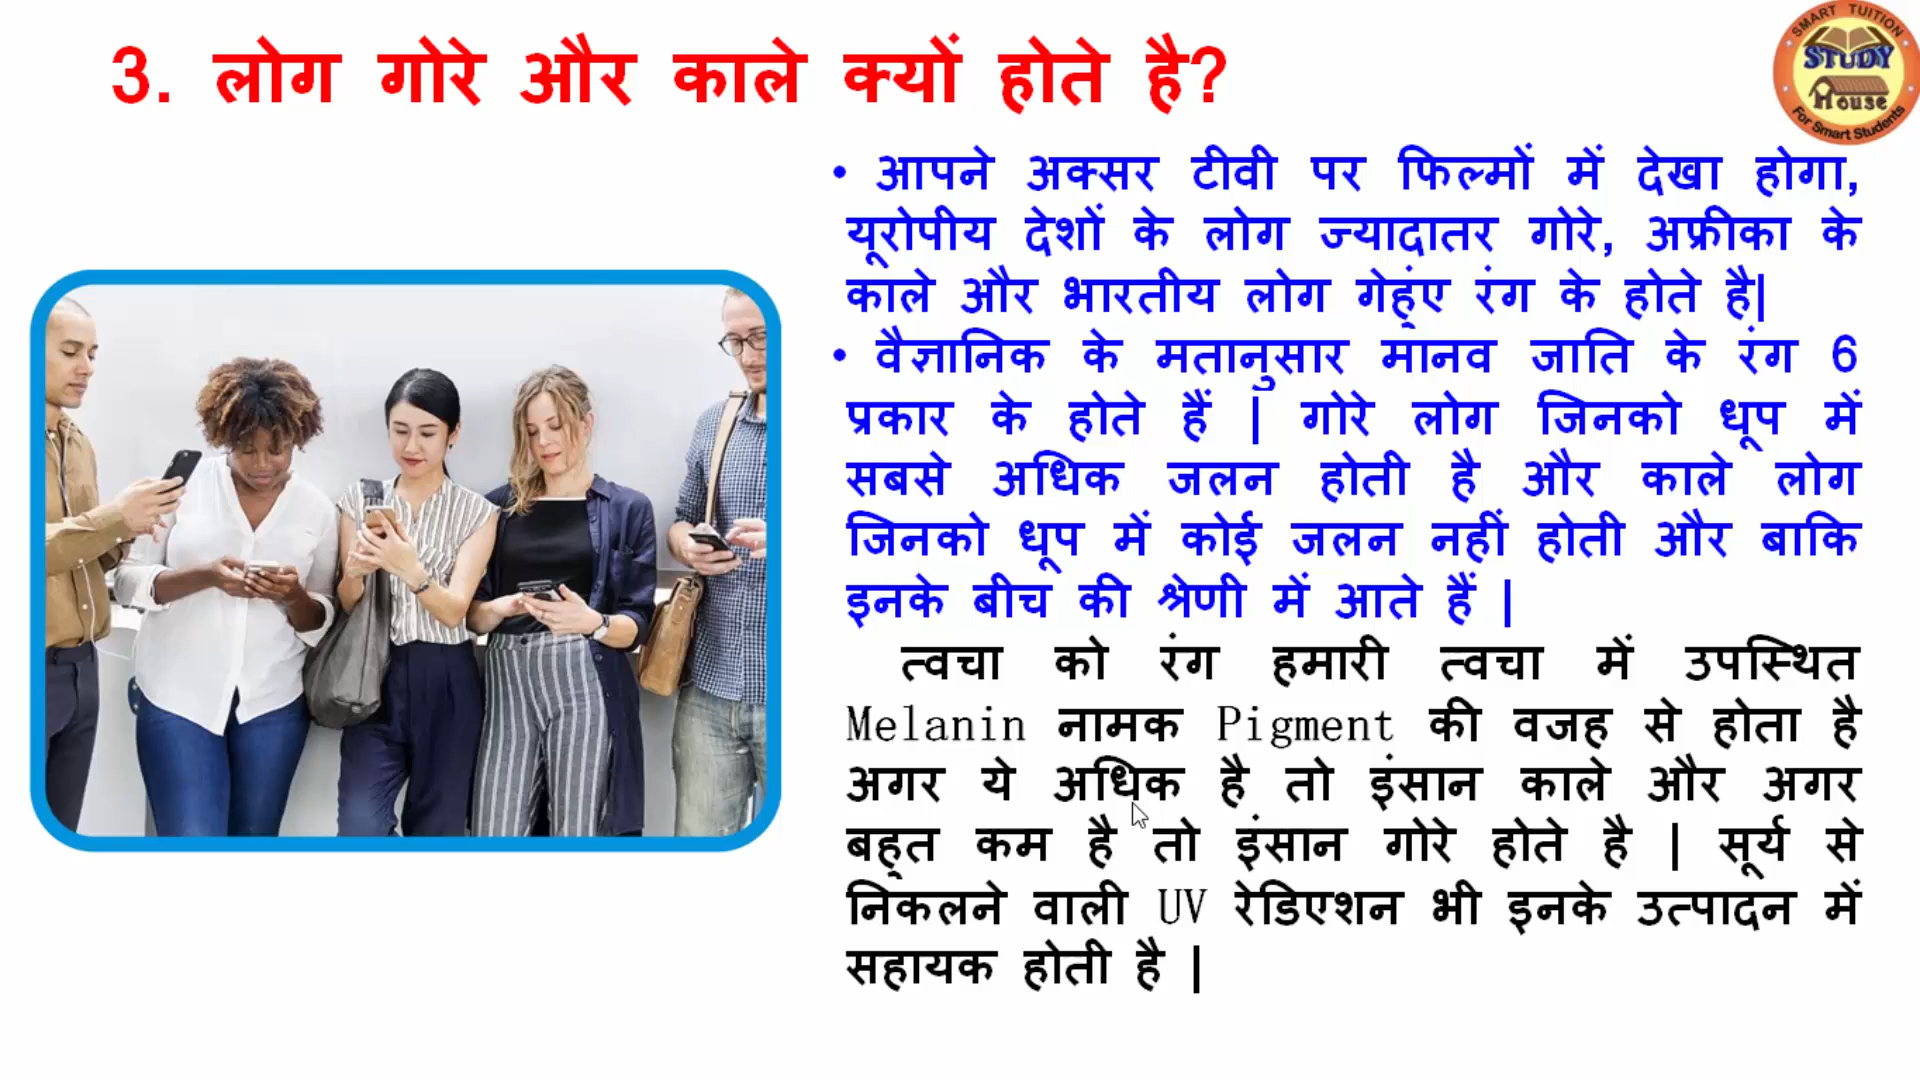 3. लोग गोरे और काले क्यों होते है?
SMART TUITION
STUDY
House
For Smart Students
• आपने अक्सर टीवी पर फिल्मों में देखा होगा,
यूरोपीय देशों के लोग ज्यादातर गोरे, अफ्रीका के
काले और भारतीय लोग गेहुंए रंग के होते है|
• वैज्ञानिक के मतानुसार मानव जाति के रंग 6
प्रकार के होते हैं | गोरे लोग जिनको धूप में
सबसे अधिक जलन होती है और काले लोग
जिनको धूप में कोई जलन नहीं होती और बाकि
इनके बीच की श्रेणी में आते हैं |
त्वचा को रंग हमारी त्वचा में उपस्थित
Melanin नामक Pigment की वजह से होता है
अगर ये अधिक है तो इंसान काले और अगर
बहुत कम है तो इंसान गोरे होते है | सूर्य से
निकलने वाली UV रेडिएशन भी इनके उत्पादन में
सहायक होती है |